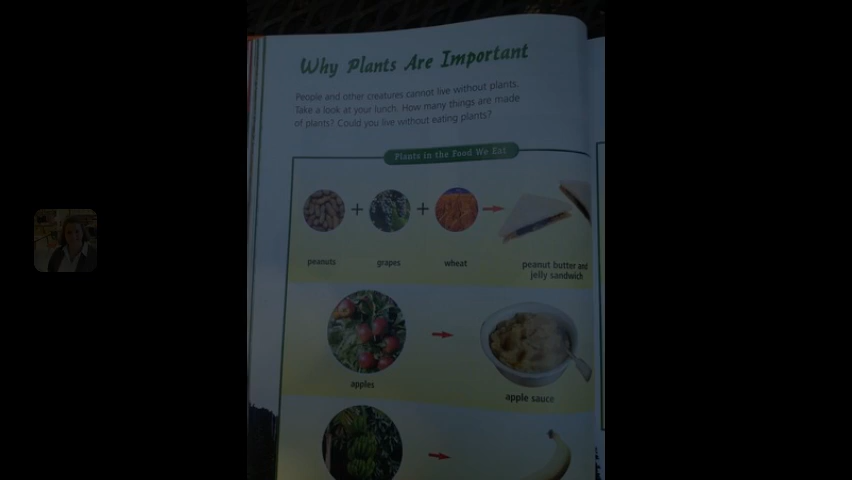 Why Plants Are Important
People and other creatures cannot live without plants.
Take a look at your lunch. How many things are made
of plants? Could you live without eating plants?
Plants in the Food We Eat
peanuts
grapes
wheat
peanut butter and
jelly sandwich
apples
apple sauce